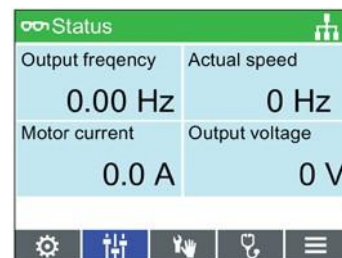 Status
Output freqency
Actual speed
0.00 Hz
0 Hz
Motor current
Output voltage
0.0 A
0 V